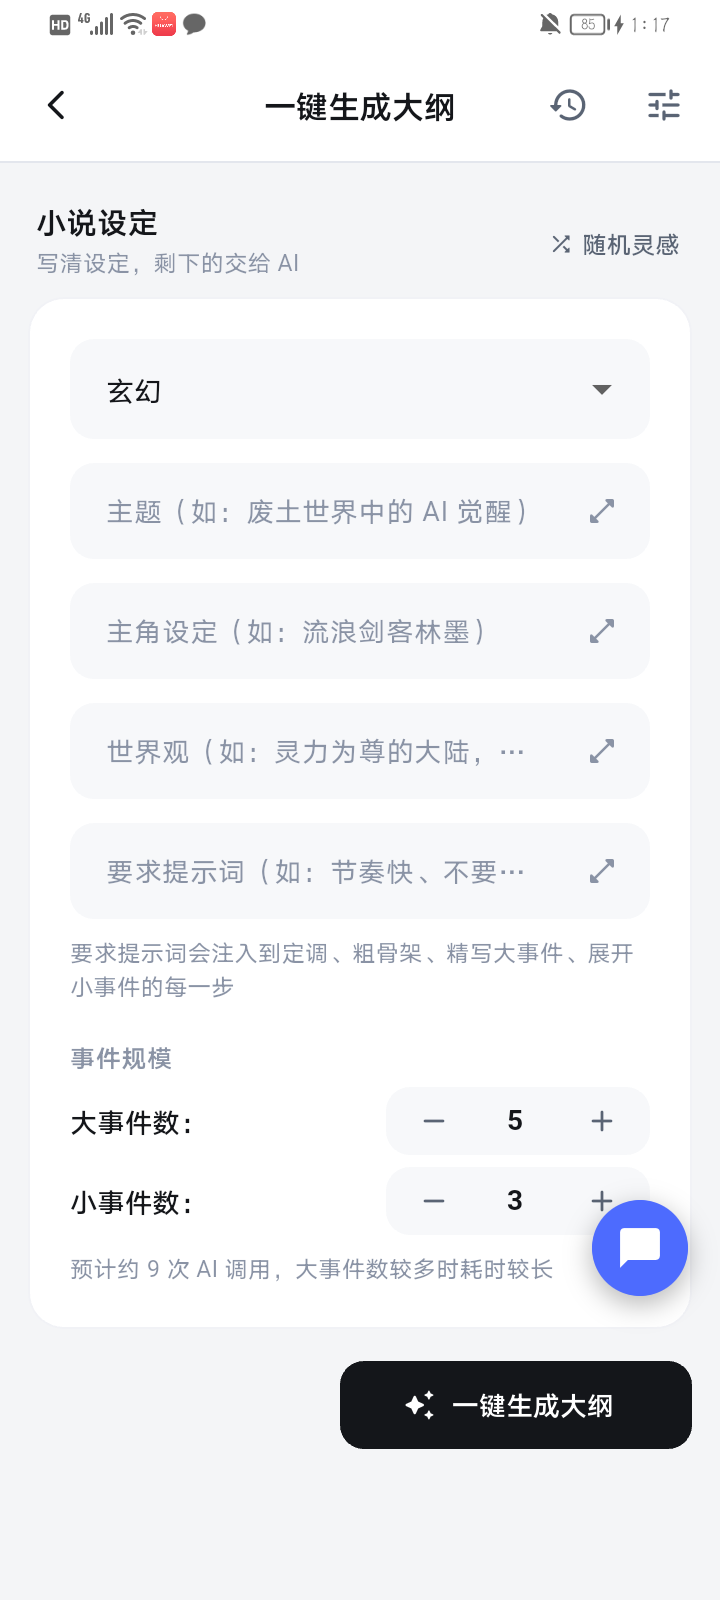 HD 4G 85 1:17
一键生成大纲
小说设定
写清设定，剩下的交给 AI
随机灵感
玄幻
主题（如：废土世界中的 AI 觉醒）
主角设定（如：流浪剑客林墨）
世界观（如：灵力为尊的大陆，…
要求提示词（如：节奏快、不要…
要求提示词会注入到定调、粗骨架、精写大事件、展开
小事件的每一步
事件规模
大事件数： 5
小事件数： 3
预计约 9 次 AI 调用，大事件数较多时耗时较长
一键生成大纲